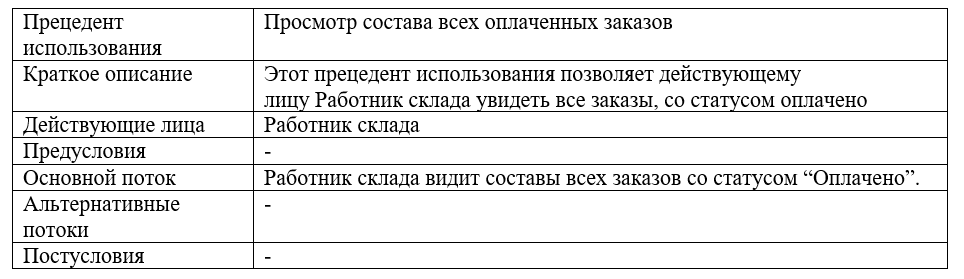 Прецедент Просмотр состава всех оплаченных заказов
использования
Краткое описание Этот прецедент использования позволяет действующему
лицу Работник склада увидеть все заказы, со статусом оплачено
Действующие лица Работник склада
Предусловия -
Основной поток Работник склада видит составы всех заказов со статусом “Оплачено”.
Альтернативные -
потоки
Постусловия -